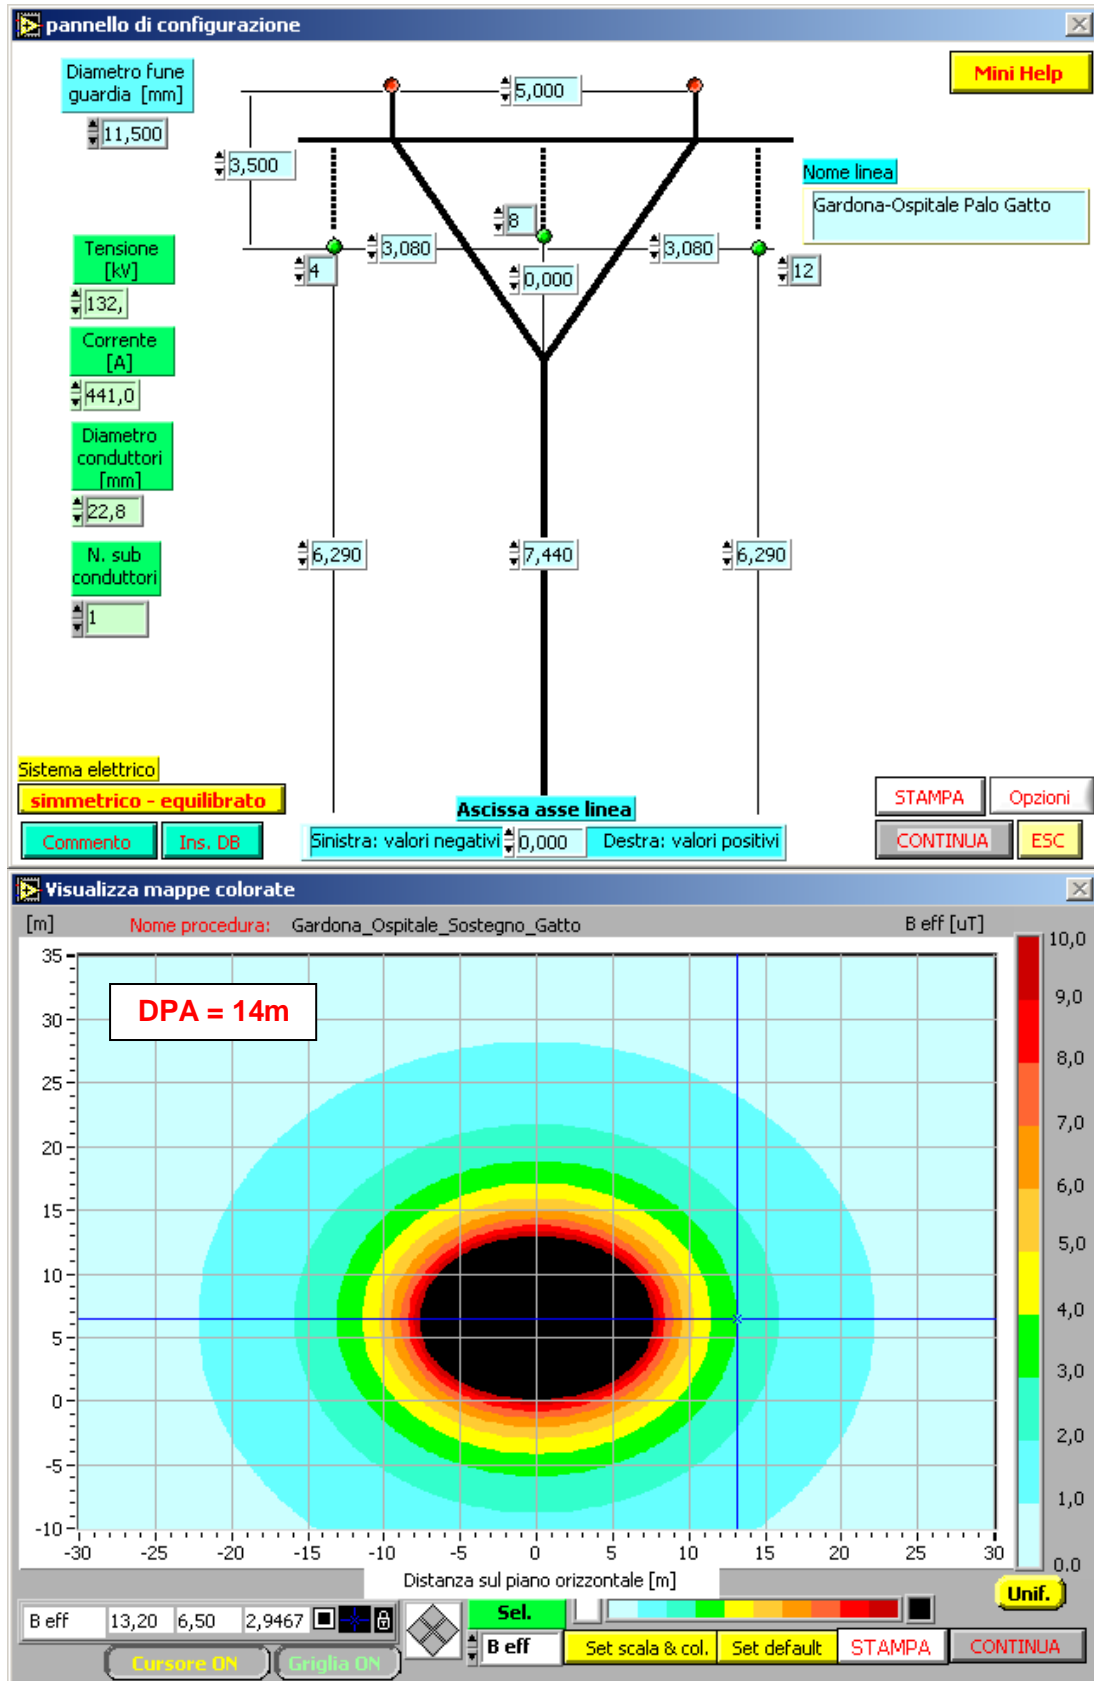 pannello di configurazione
Diametro fune
guardia [mm]
11,500
5,000
Mini Help
3,500
Nome linea
Gardona-Ospitale Palo Gatto
8
Tensione
[kV]
132,
3,080
3,080
4
0,000
12
Corrente
[A]
441,0
Diametro
conduttori
[mm]
22,8
N. sub
conduttori
1
6,290
7,440
6,290
Sistema elettrico
simmetrico - equilibrato
Commento
Ins. DB
Ascissa asse linea
Sinistra: valori negativi
0,000
Destra: valori positivi
STAMPA
Opzioni
CONTINUA
ESC
Visualizza mappe colorate
[m]
Nome procedura:
Gardona_Ospitale_Sostegno_Gatto
B eff [uT]
DPA = 14m
35
30
25
20
15
10
5
0
-5
-10
-30 -25 -20 -15 -10 -5 0 5 10 15 20 25 30
Distanza sul piano orizzontale [m]
10,0
9,0
8,0
7,0
6,0
5,0
4,0
3,0
2,0
1,0
0.0
Unif.
B eff 13,20 6,50 2,9467
Cursore ON
Griglia ON
Sel.
B eff
Set scala & col.
Set default
STAMPA
CONTINUA